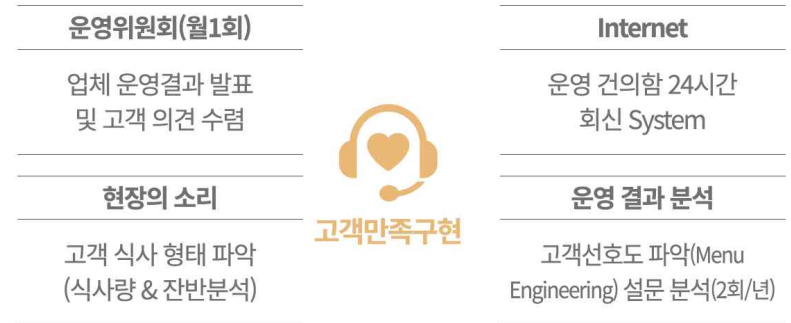 운영위원회(월1회)
업체 운영결과 발표
및 고객 의견 수렴
Internet
운영 건의함 24시간
회신 System
고객만족구현
현장의 소리
고객 식사 형태 파악
(식사량 & 잔반분석)
운영 결과 분석
고객선호도 파악(Menu
Engineering) 설문 분석(2회/년)